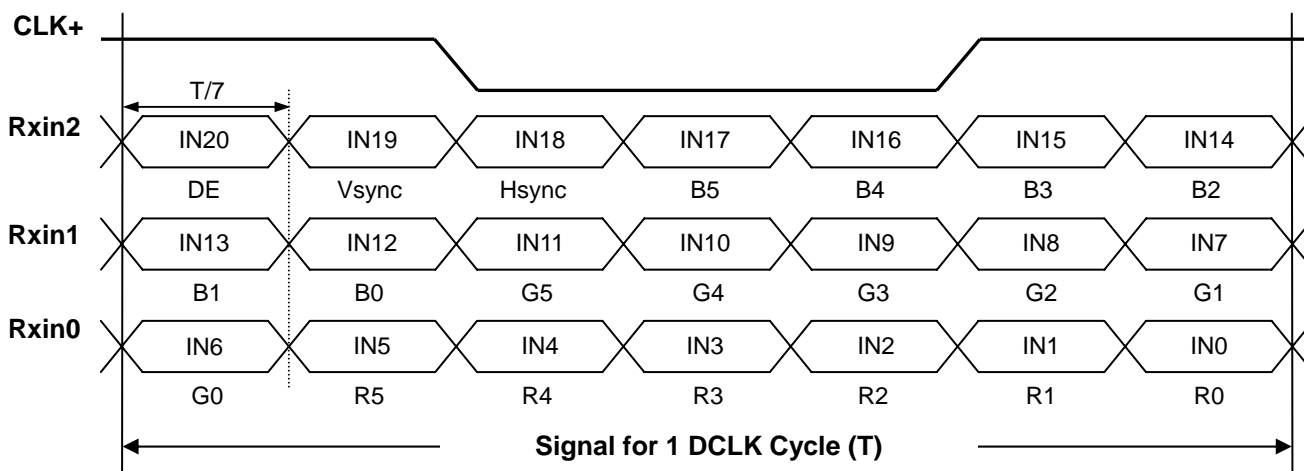 CLK+
T/7
Rxin2 IN20 IN19 IN18 IN17 IN16 IN15 IN14
DE Vsync Hsync B5 B4 B3 B2
Rxin1 IN13 IN12 IN11 IN10 IN9 IN8 IN7
B1 B0 G5 G4 G3 G2 G1
Rxin0 IN6 IN5 IN4 IN3 IN2 IN1 IN0
G0 R5 R4 R3 R2 R1 R0
Signal for 1 DCLK Cycle (T)